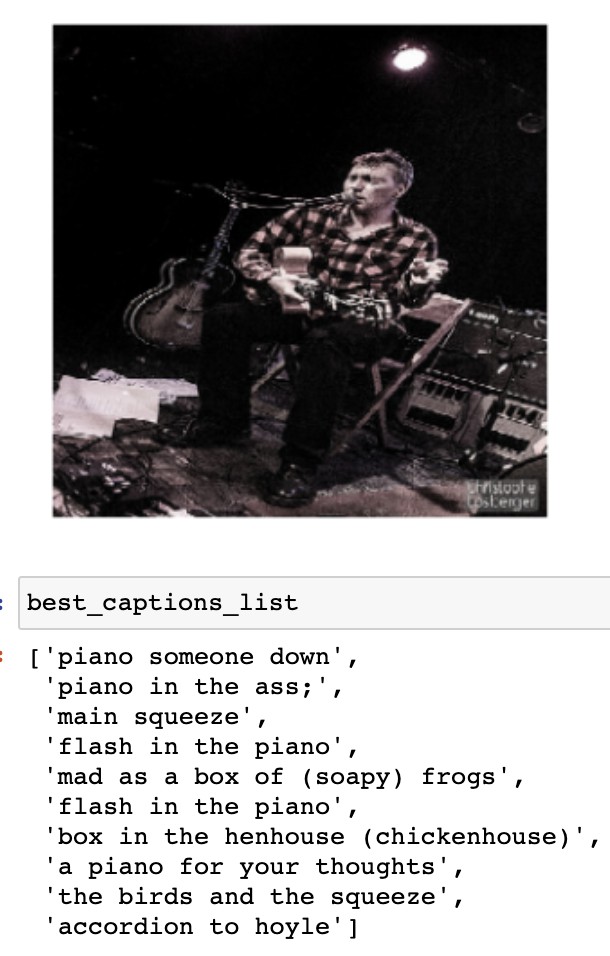 christophe
Losberger
: best_captions_list
: ['piano someone down',
'piano in the ass;',
'main squeeze',
'flash in the piano',
'mad as a box of (soapy) frogs',
'flash in the piano',
'box in the henhouse (chickenhouse)',
'a piano for your thoughts',
'the birds and the squeeze',
'accordion to hoyle']